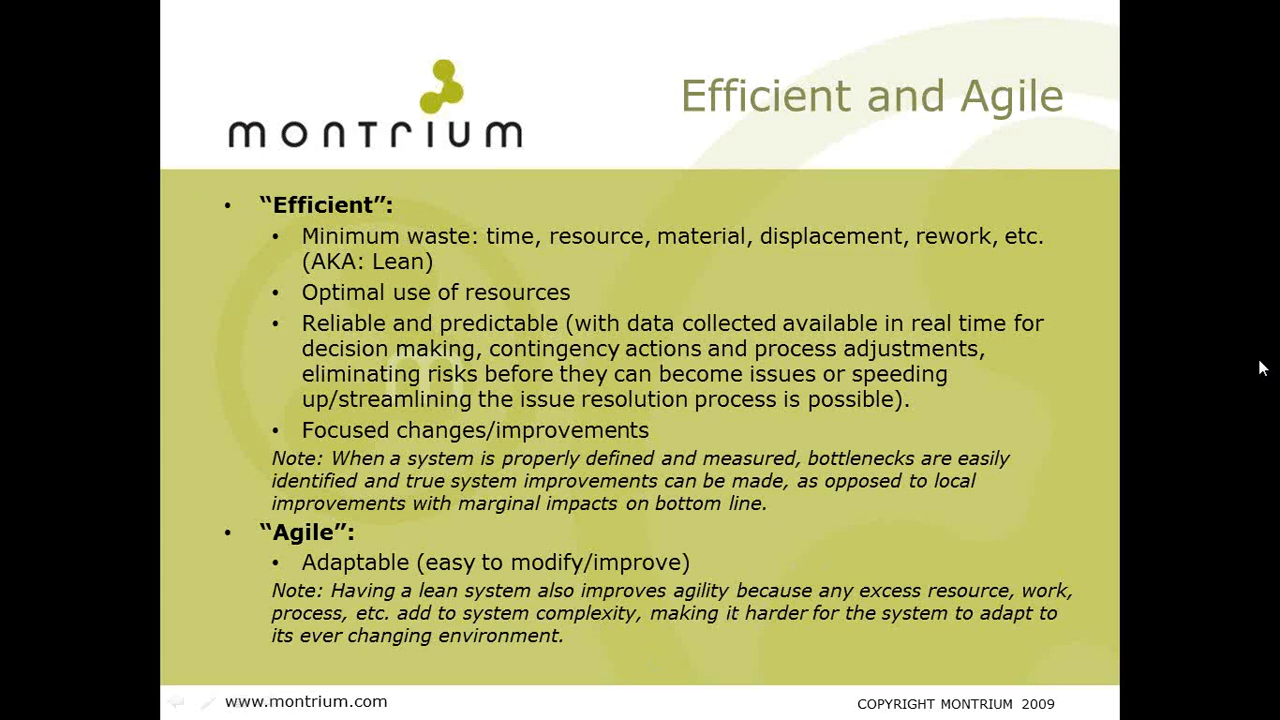 Efficient and Agile
montrium
• “Efficient”:
• Minimum waste: time, resource, material, displacement, rework, etc.
(AKA: Lean)
• Optimal use of resources
• Reliable and predictable (with data collected available in real time for
decision making, contingency actions and process adjustments,
eliminating risks before they can become issues or speeding
up/streamlining the issue resolution process is possible).
• Focused changes/improvements
Note: When a system is properly defined and measured, bottlenecks are easily
identified and true system improvements can be made, as opposed to local
improvements with marginal impacts on bottom line.
• “Agile”:
• Adaptable (easy to modify/improve)
Note: Having a lean system also improves agility because any excess resource, work,
process, etc. add to system complexity, making it harder for the system to adapt to
its ever changing environment.
www.montrium.com
COPYRIGHT MONTRIUM 2009